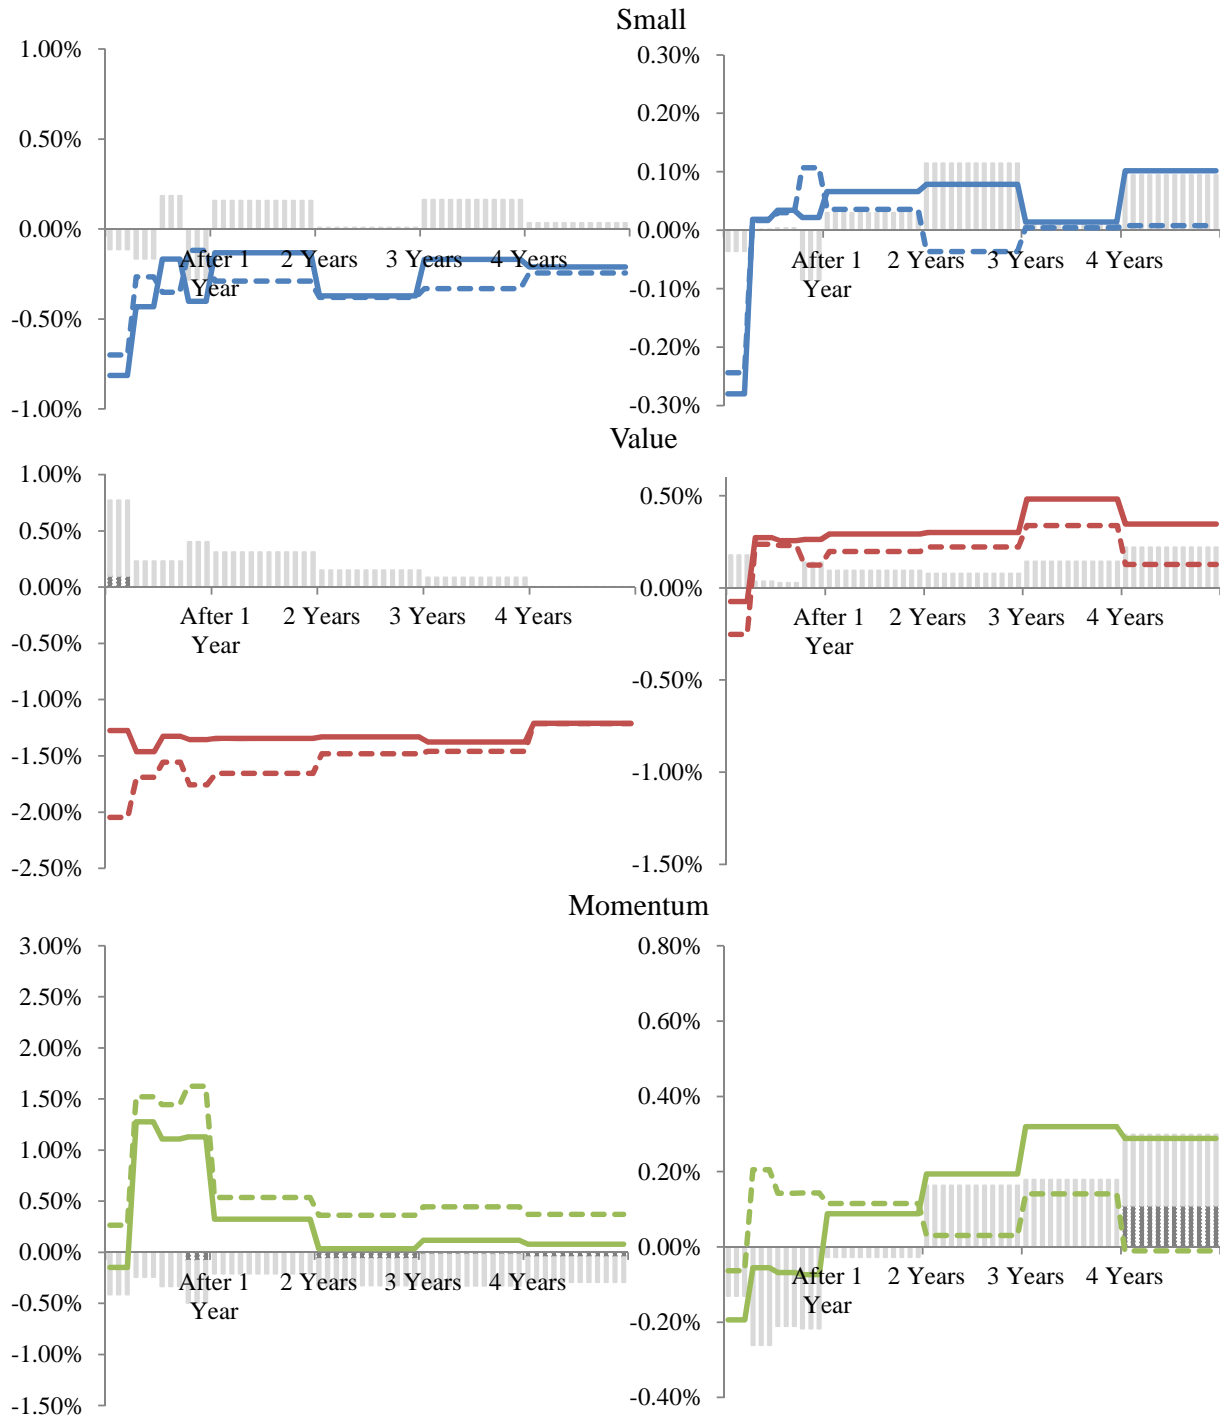 Small
1.00%
0.50%
0.00%
-0.50%
-1.00%
After 1
Year
2 Years
3 Years
4 Years
0.30%
0.20%
0.10%
0.00%
-0.10%
-0.20%
-0.30%
After 1
Year
2 Years
3 Years
4 Years
Value
1.00%
0.50%
0.00%
-0.50%
-1.00%
-1.50%
-2.00%
-2.50%
After 1
Year
2 Years
3 Years
4 Years
0.50%
0.00%
-0.50%
-1.00%
-1.50%
After 1
Year
2 Years
3 Years
4 Years
Momentum
3.00%
2.50%
2.00%
1.50%
1.00%
0.50%
0.00%
-0.50%
-1.00%
-1.50%
After 1
Year
2 Years
3 Years
4 Years
0.80%
0.60%
0.40%
0.20%
0.00%
-0.20%
-0.40%
After 1
Year
2 Years
3 Years
4 Years